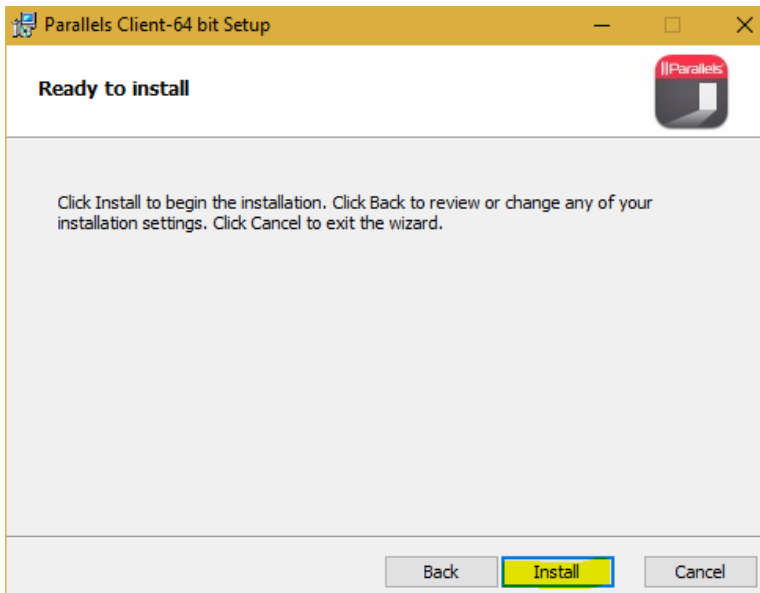 Parallels Client-64 bit Setup
Ready to install
||Parallels
Click Install to begin the installation. Click Back to review or change any of your
installation settings. Click Cancel to exit the wizard.
Back
Install
Cancel